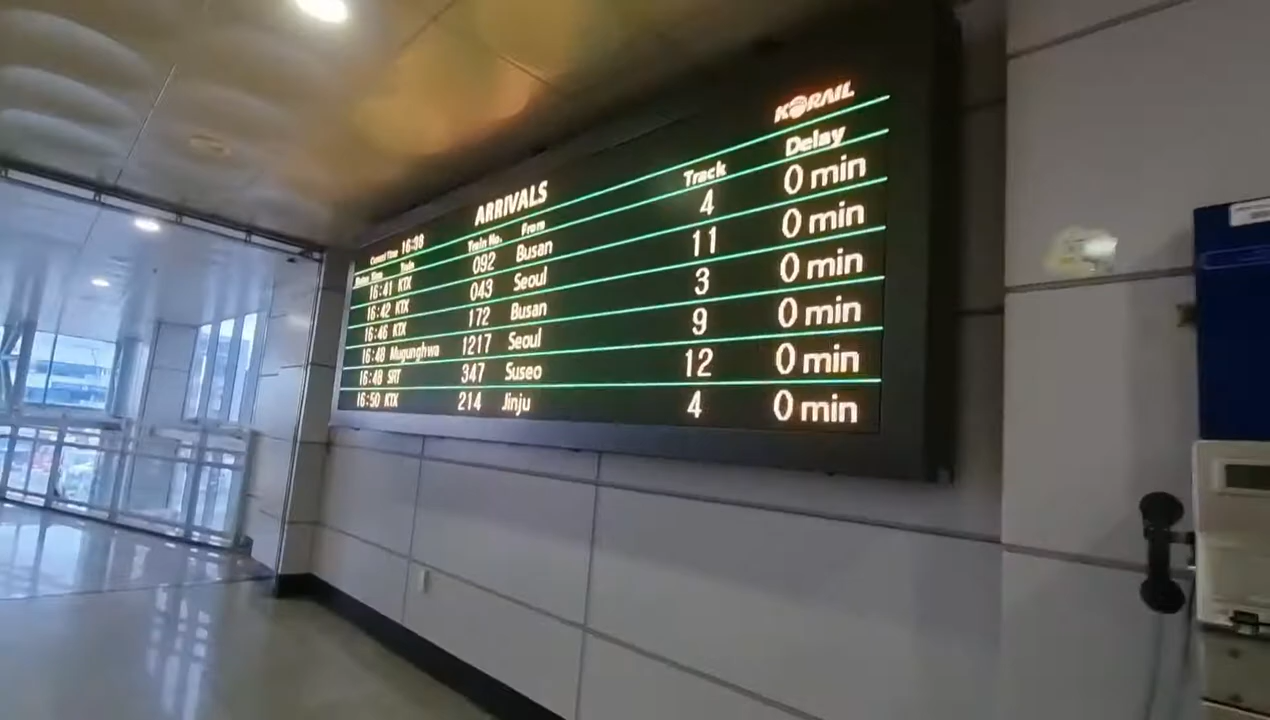 KORAIL
ARRIVALS
Current Time 16:38
Time Train Train No. From Track Delay
16:41 KTX 092 Busan 4 0 min
16:42 KTX 043 Seoul 11 0 min
16:46 KTX 172 Busan 3 0 min
16:48 Mugunghwa 1217 Seoul 9 0 min
16:48 SRT 347 Suseo 12 0 min
16:50 KTX 214 Jinju 4 0 min